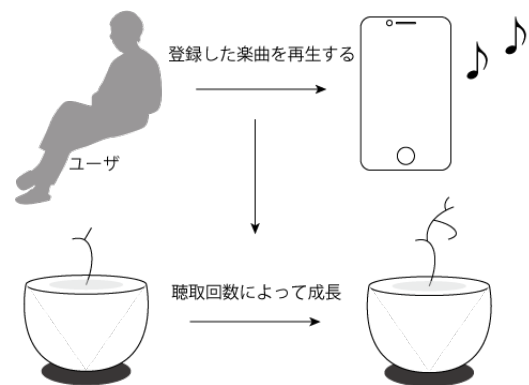 登録した楽曲を再生する
ユーザ
聴取回数によって成長